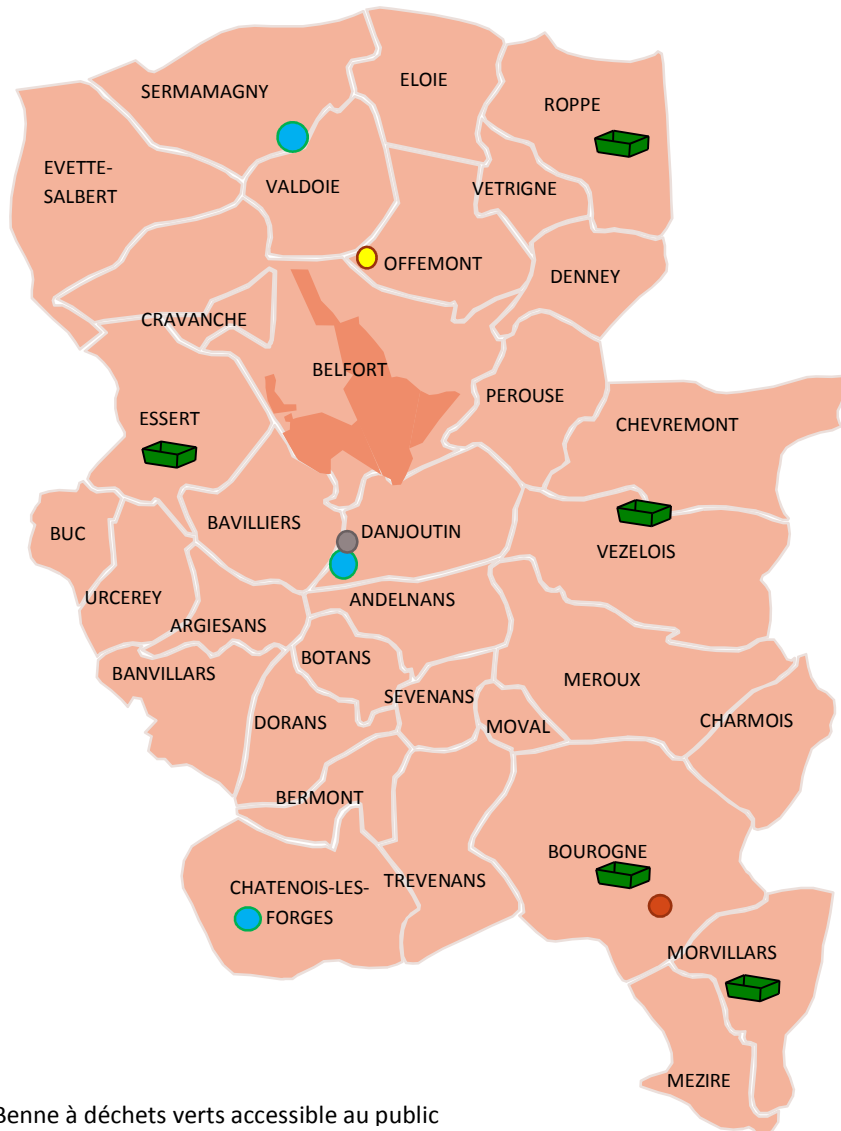 ELOIE
SERMAMAGNY
ROPPE
EVETTE-
SALBERT
VALDOIE
VETRIGNE
OFFEMONT
DENNEY
CRAVANCHE
BELFORT
PEROUSE
ESSERT
CHEVREMONT
BUC
BAVILLIERS
DANJOUTIN
VEZELOIS
URCEREY
ANDELNANS
ARGIESANS
BANVILLARS
BOTANS
MEROUX
SEVENANS
DORANS
MOVAL
CHARMOIS
BERMONT
BOUROGNE
CHATENOIS-LES-
FORGES
TREVENANS
MORVILLARS
MEZIRE
Benne à déchets verts accessible au public